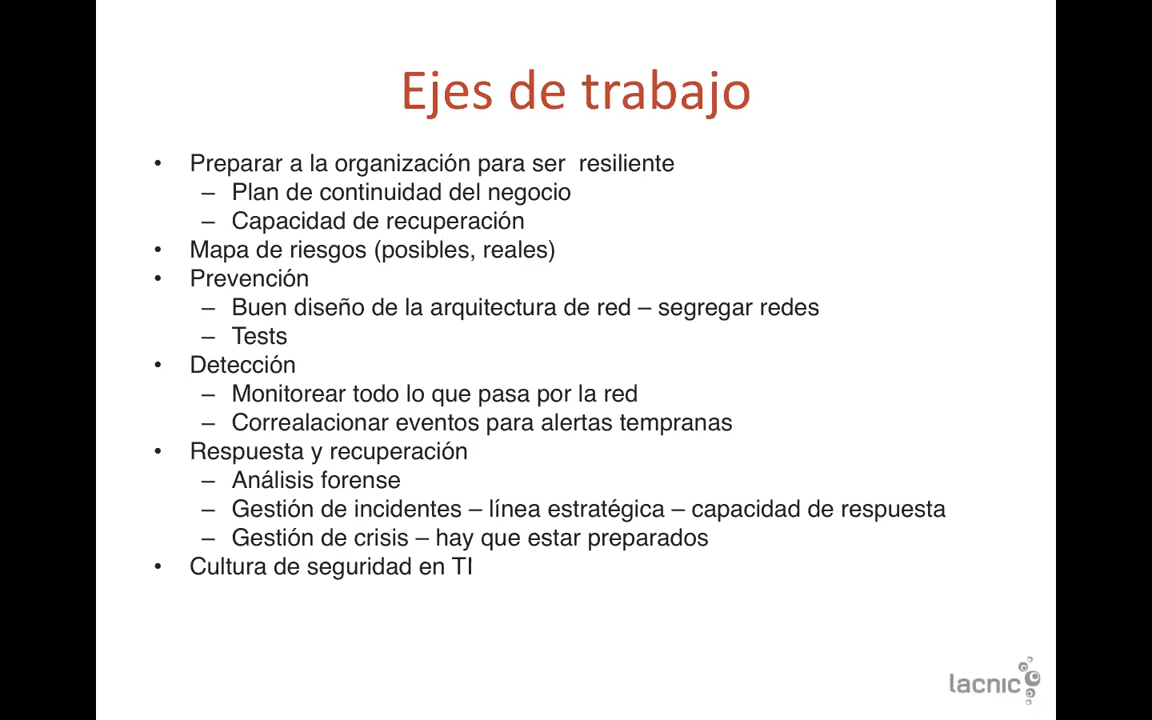 Ejes de trabajo
• Preparar a la organización para ser  resiliente
– Plan de continuidad del negocio
– Capacidad de recuperación
• Mapa de riesgos (posibles, reales)
• Prevención
– Buen diseño de la arquitectura de red – segregar redes
– Tests
• Detección
– Monitorear todo lo que pasa por la red
– Correalacionar eventos para alertas tempranas
• Respuesta y recuperación
– Análisis forense
– Gestión de incidentes – línea estratégica – capacidad de respuesta
– Gestión de crisis – hay que estar preparados
• Cultura de seguridad en TI
lacnic